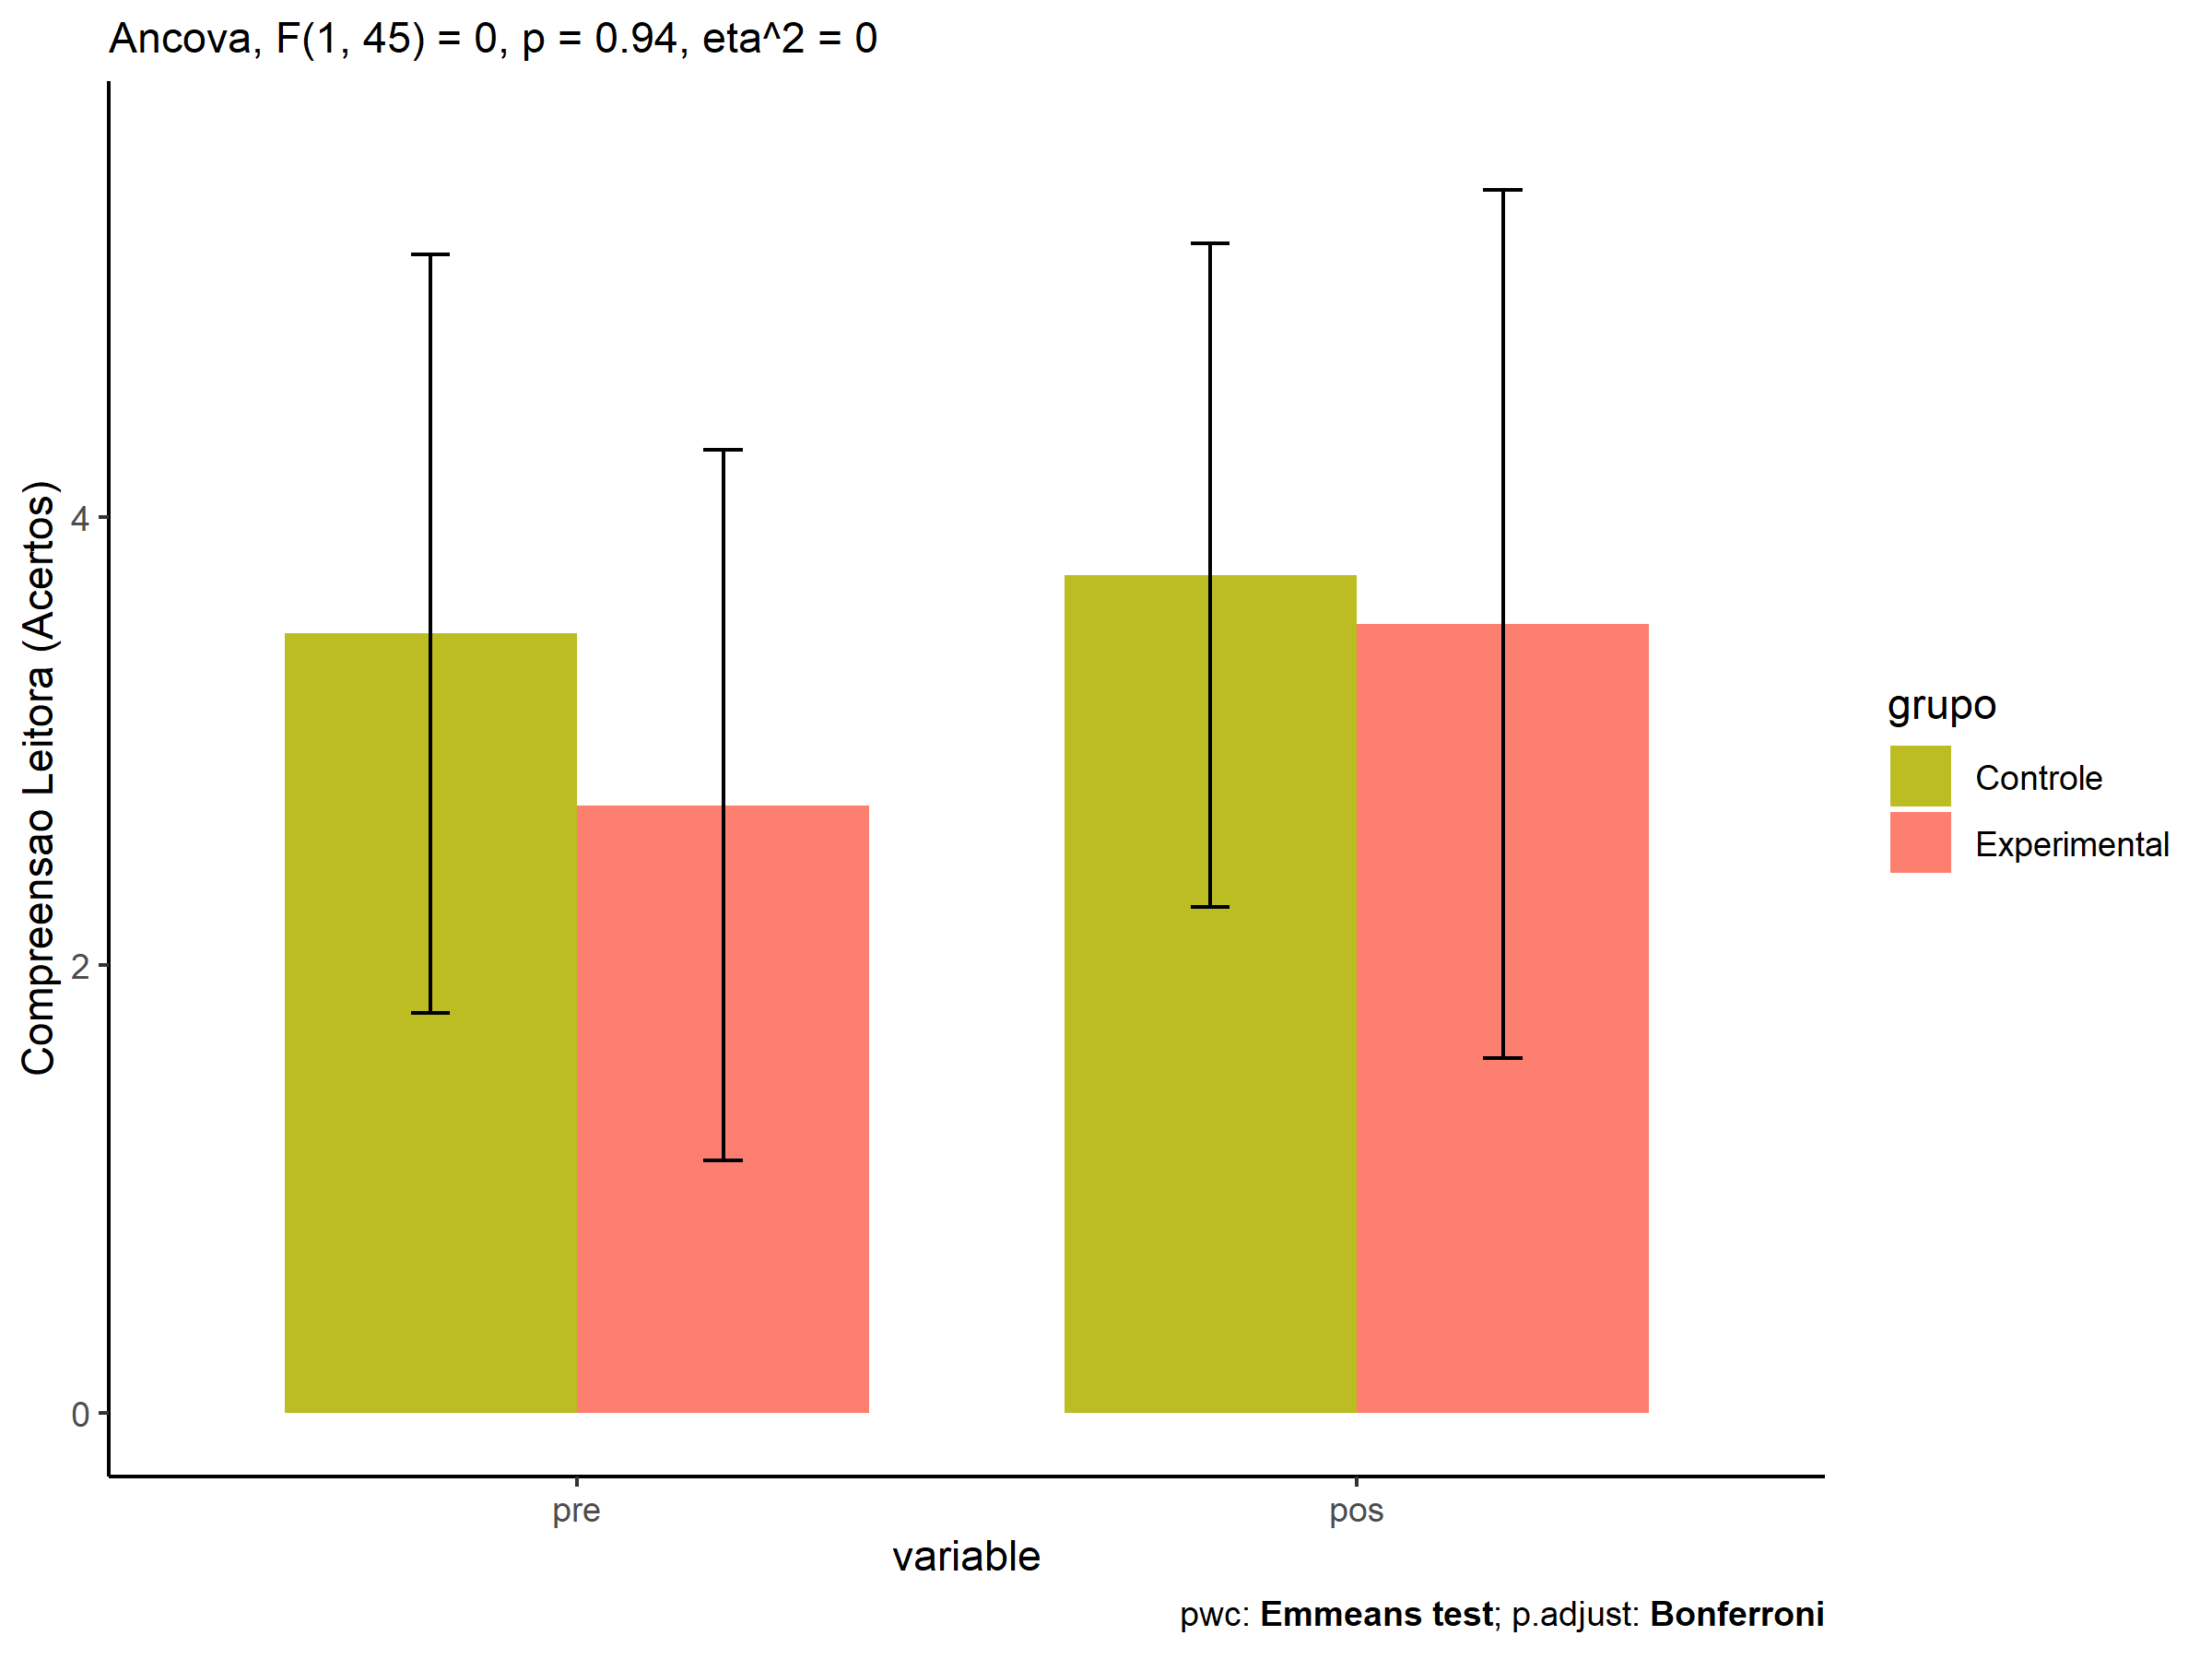 Ancova, F(1, 45) = 0, p = 0.94, eta^2 = 0
Compreensao Leitora (Acertos)
4
2
0
pre
pos
variable
grupo
Controle
Experimental
pwc: Emmeans test; p.adjust: Bonferroni